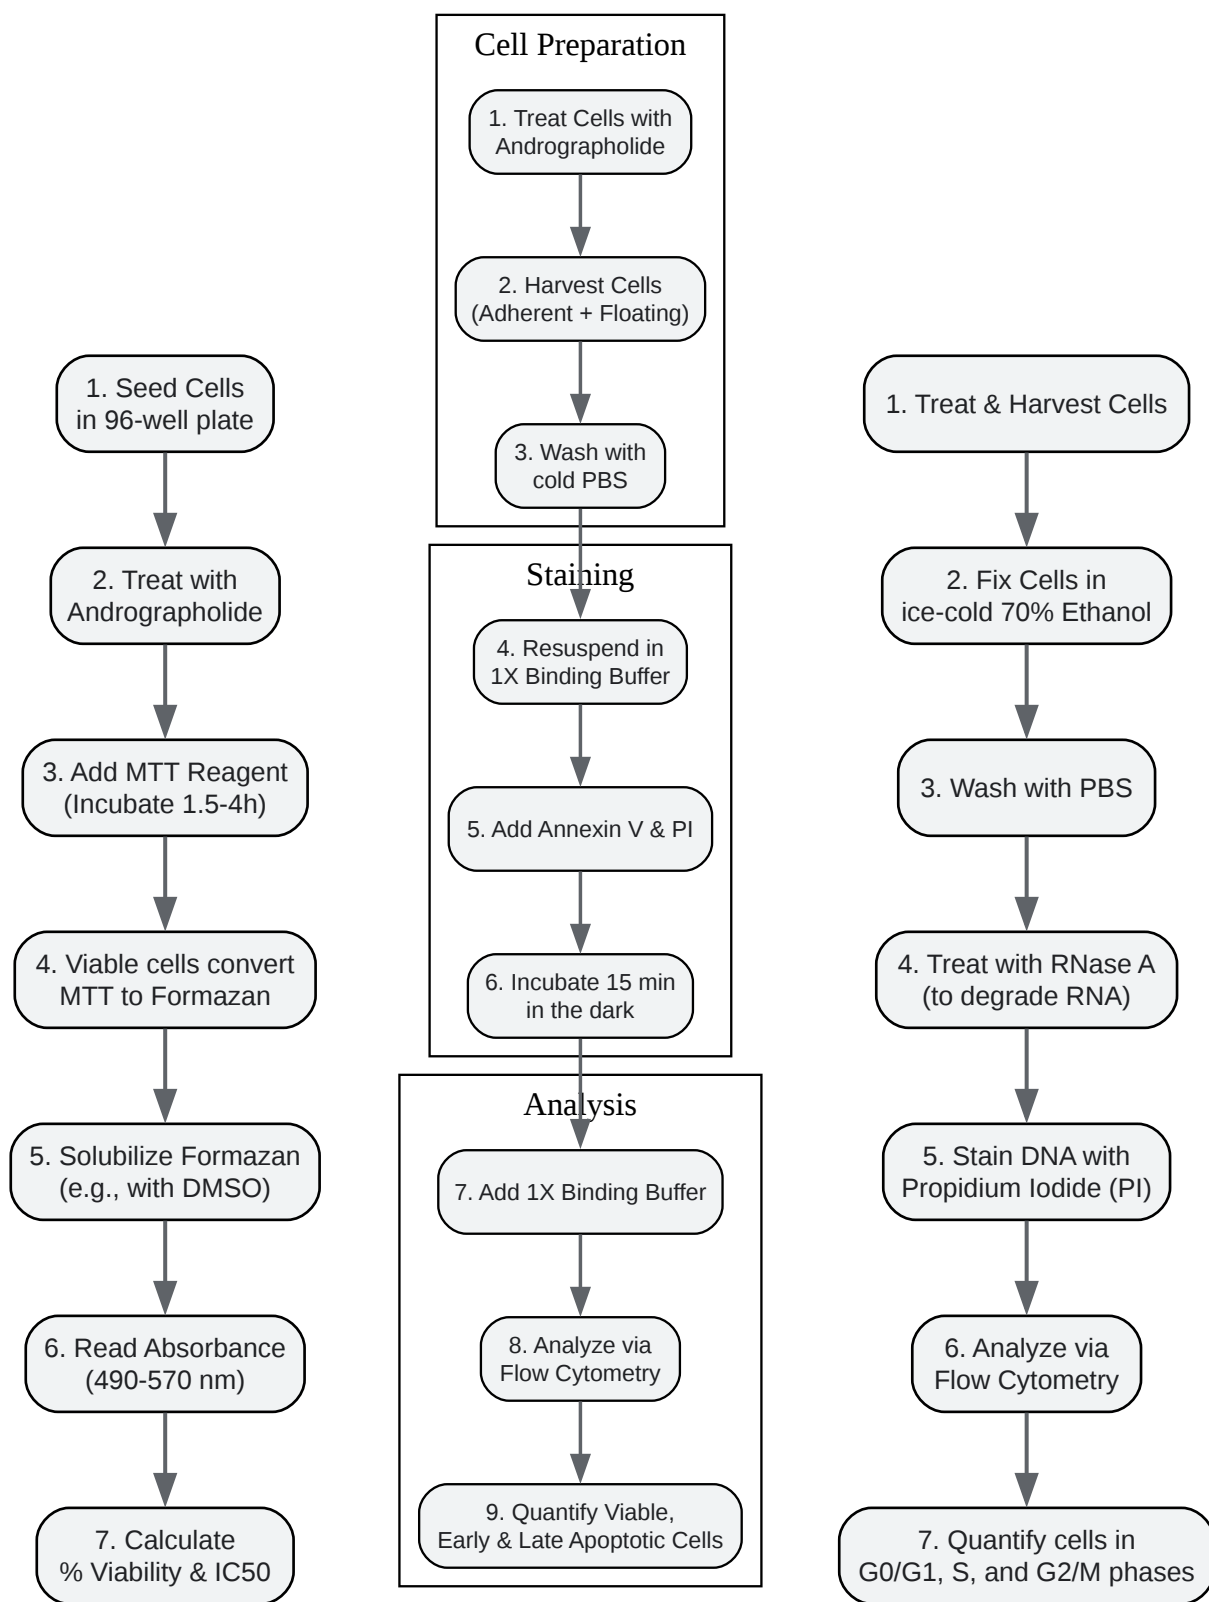 1. Seed Cells
in 96-well plate
2. Treat with
Andrographolide
3. Add MTT Reagent
(Incubate 1.5-4h)
4. Viable cells convert
MTT to Formazan
5. Solubilize Formazan
(e.g., with DMSO)
6. Read Absorbance
(490-570 nm)
7. Calculate
% Viability & IC50
Cell Preparation
1. Treat Cells with
Andrographolide
2. Harvest Cells
(Adherent + Floating)
3. Wash with
cold PBS
Staining
4. Resuspend in
1X Binding Buffer
5. Add Annexin V & PI
6. Incubate 15 min
in the dark
Analysis
7. Add 1X Binding Buffer
8. Analyze via
Flow Cytometry
9. Quantify Viable,
Early & Late Apoptotic Cells
1. Treat & Harvest Cells
2. Fix Cells in
ice-cold 70% Ethanol
3. Wash with PBS
4. Treat with RNase A
(to degrade RNA)
5. Stain DNA with
Propidium Iodide (PI)
6. Analyze via
Flow Cytometry
7. Quantify cells in
G0/G1, S, and G2/M phases